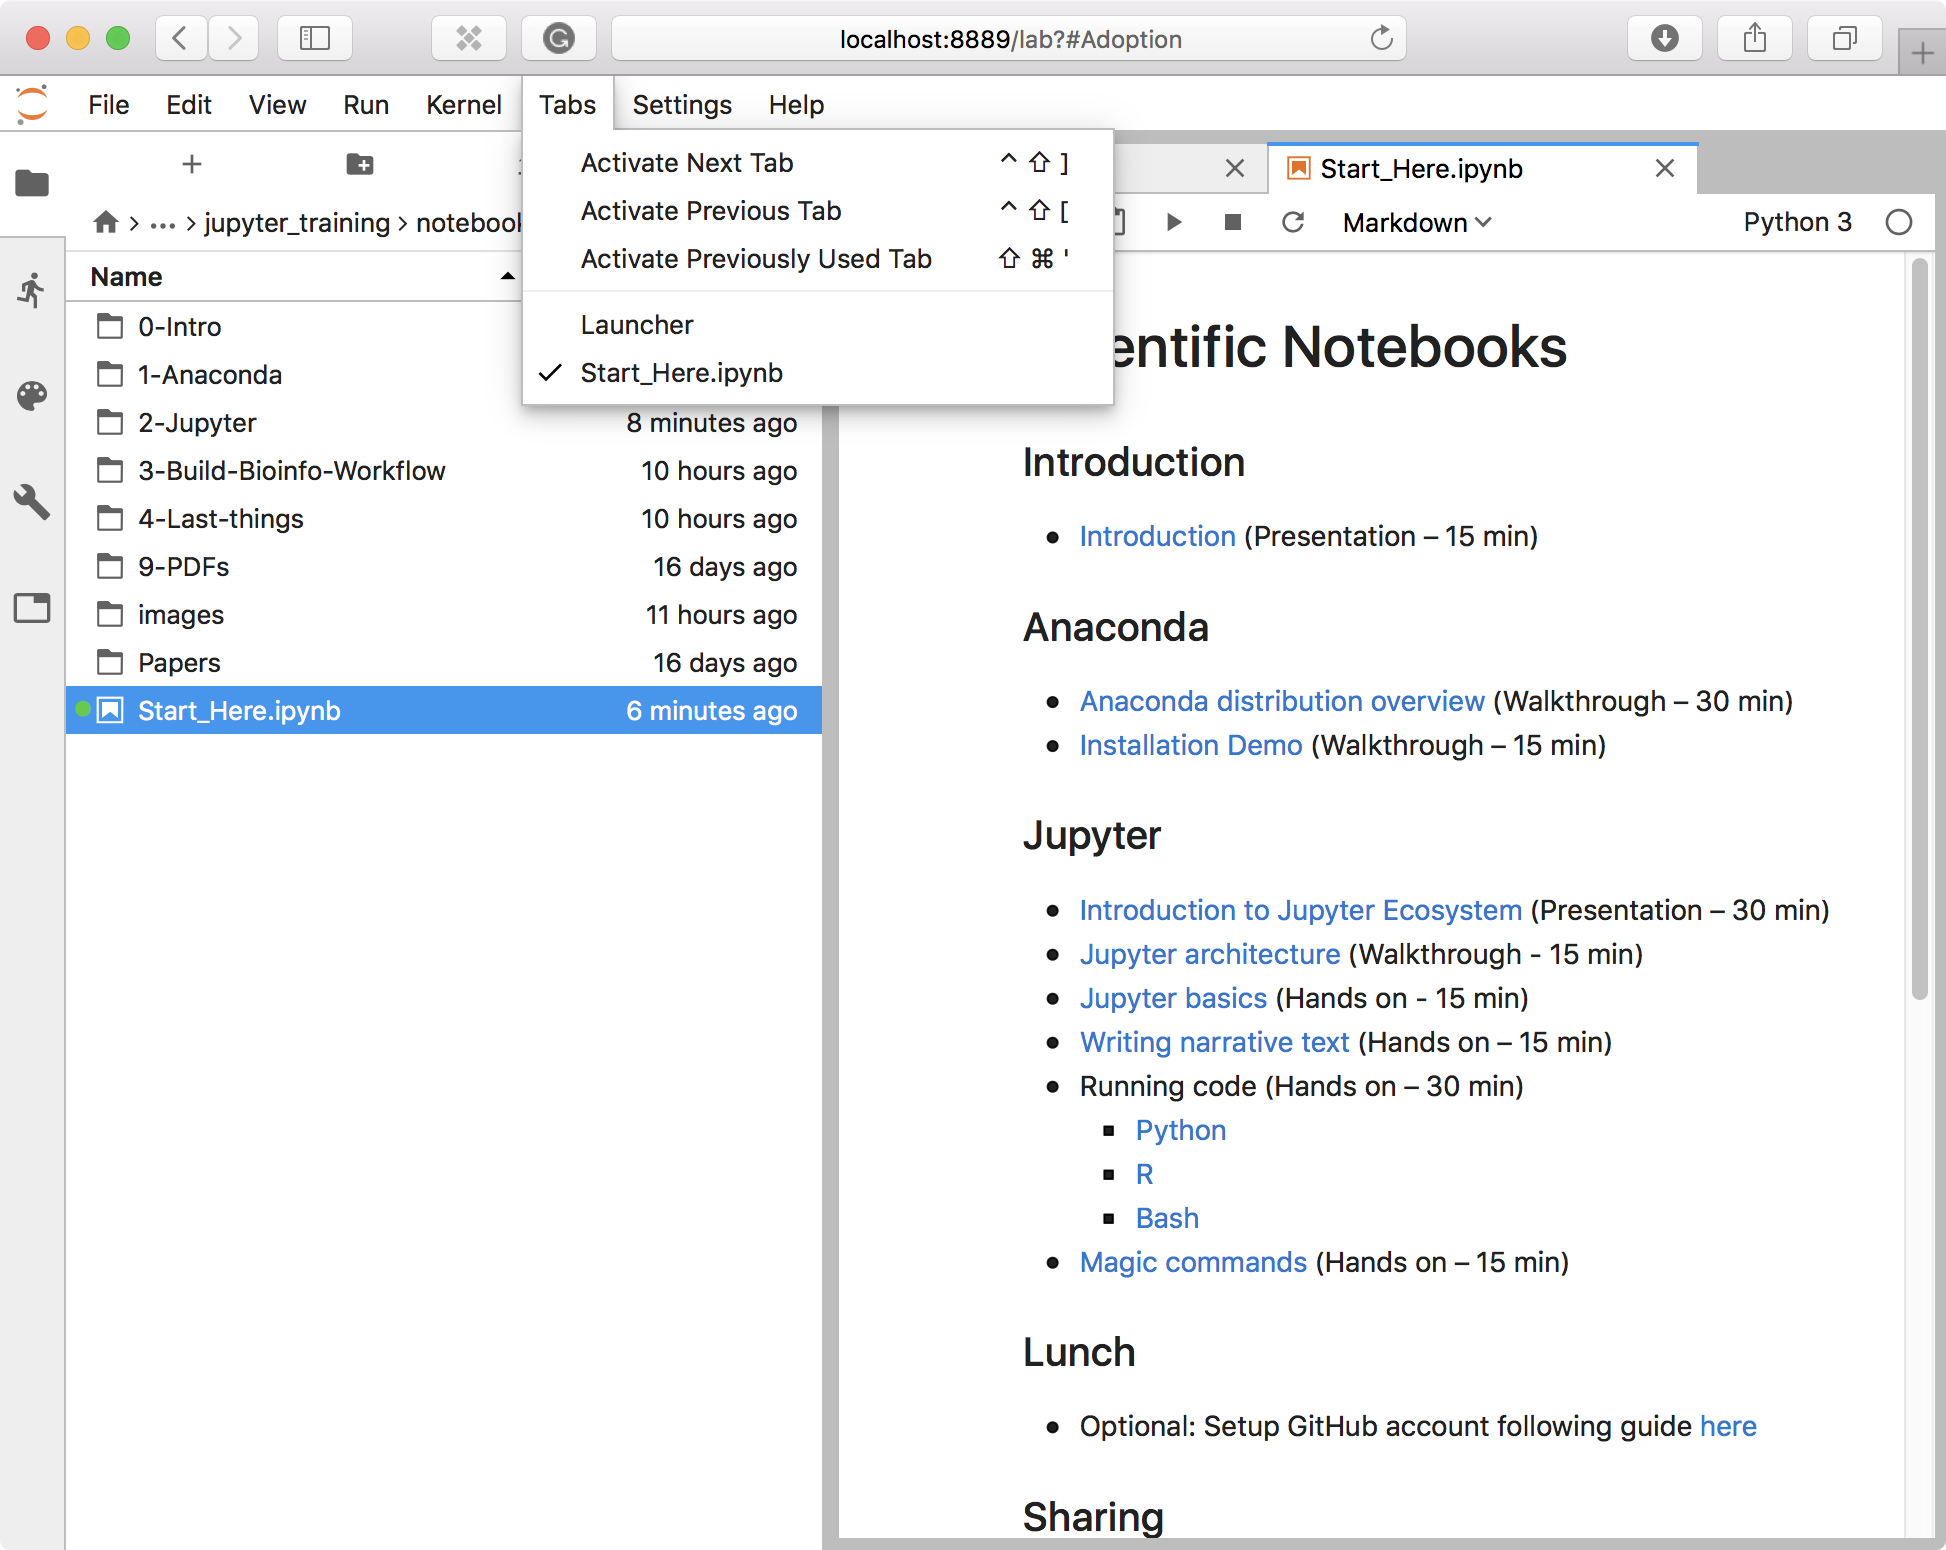 localhost:8889/lab?#Adoption
File Edit View Run Kernel Tabs Settings Help
Activate Next Tab ^ ⇧ ]
Activate Previous Tab ^ ⇧ [
Activate Previously Used Tab ⇧ ⌘ '
Launcher
✓ Start_Here.ipynb
… > jupyter_training >
Name
0-Intro
1-Anaconda
2-Jupyter 8 minutes ago
3-Build-Bioinfo-Workflow 10 hours ago
4-Last-things 10 hours ago
9-PDFs 16 days ago
images 11 hours ago
Papers 16 days ago
Start_Here.ipynb 6 minutes ago
Start_Here.ipynb
Markdown Python 3
Notebooks
Introduction
• Introduction (Presentation – 15 min)
Anaconda
• Anaconda distribution overview (Walkthrough – 30 min)
• Installation Demo (Walkthrough – 15 min)
Jupyter
• Introduction to Jupyter Ecosystem (Presentation – 30 min)
• Jupyter architecture (Walkthrough - 15 min)
• Jupyter basics (Hands on - 15 min)
• Writing narrative text (Hands on – 15 min)
• Running code (Hands on – 30 min)
▪ Python
▪ R
▪ Bash
• Magic commands (Hands on – 15 min)
Lunch
• Optional: Setup GitHub account following guide here
Sharing